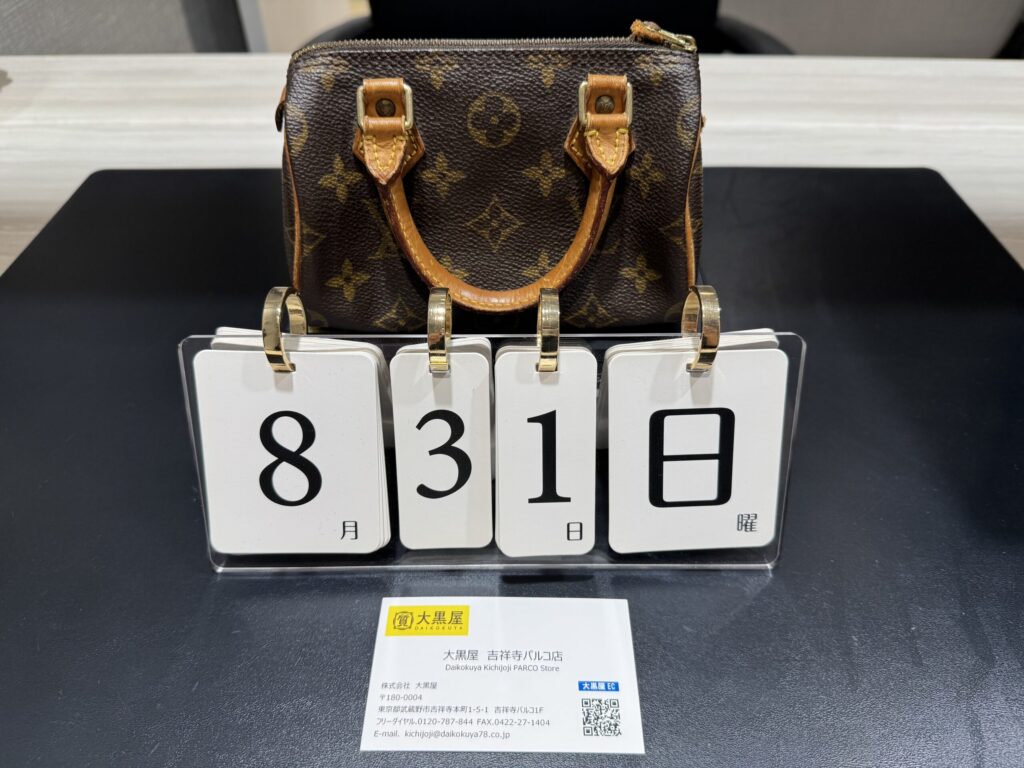 8
月
3
1
日
日
曜
質 大黒屋
DAIKOKUYA
大黒屋 吉祥寺パルコ店
Daikokuya Kichijoji PARCO Store
株式会社 大黒屋
〒180-0004
東京都武蔵野市吉祥寺本町1-5-1 吉祥寺パルコ1F
フリーダイヤル.0120-787-844 FAX.0422-27-1404
E-mail. kichijoji@daikokuya78.co.jp
大黒屋 EC